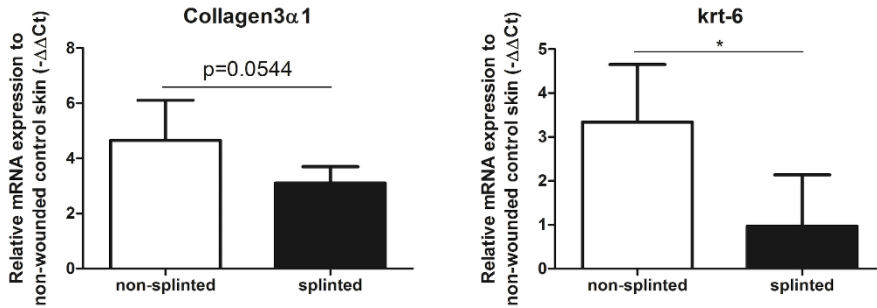 Collagen3α1
Relative mRNA expression to
non-wounded control skin (-ΔΔCt)
8
6
4
2
0
p=0.0544
non-splinted
splinted
krt-6
Relative mRNA expression to
non-wounded control skin (-ΔΔCt)
5
4
3
2
1
0
*
non-splinted
splinted